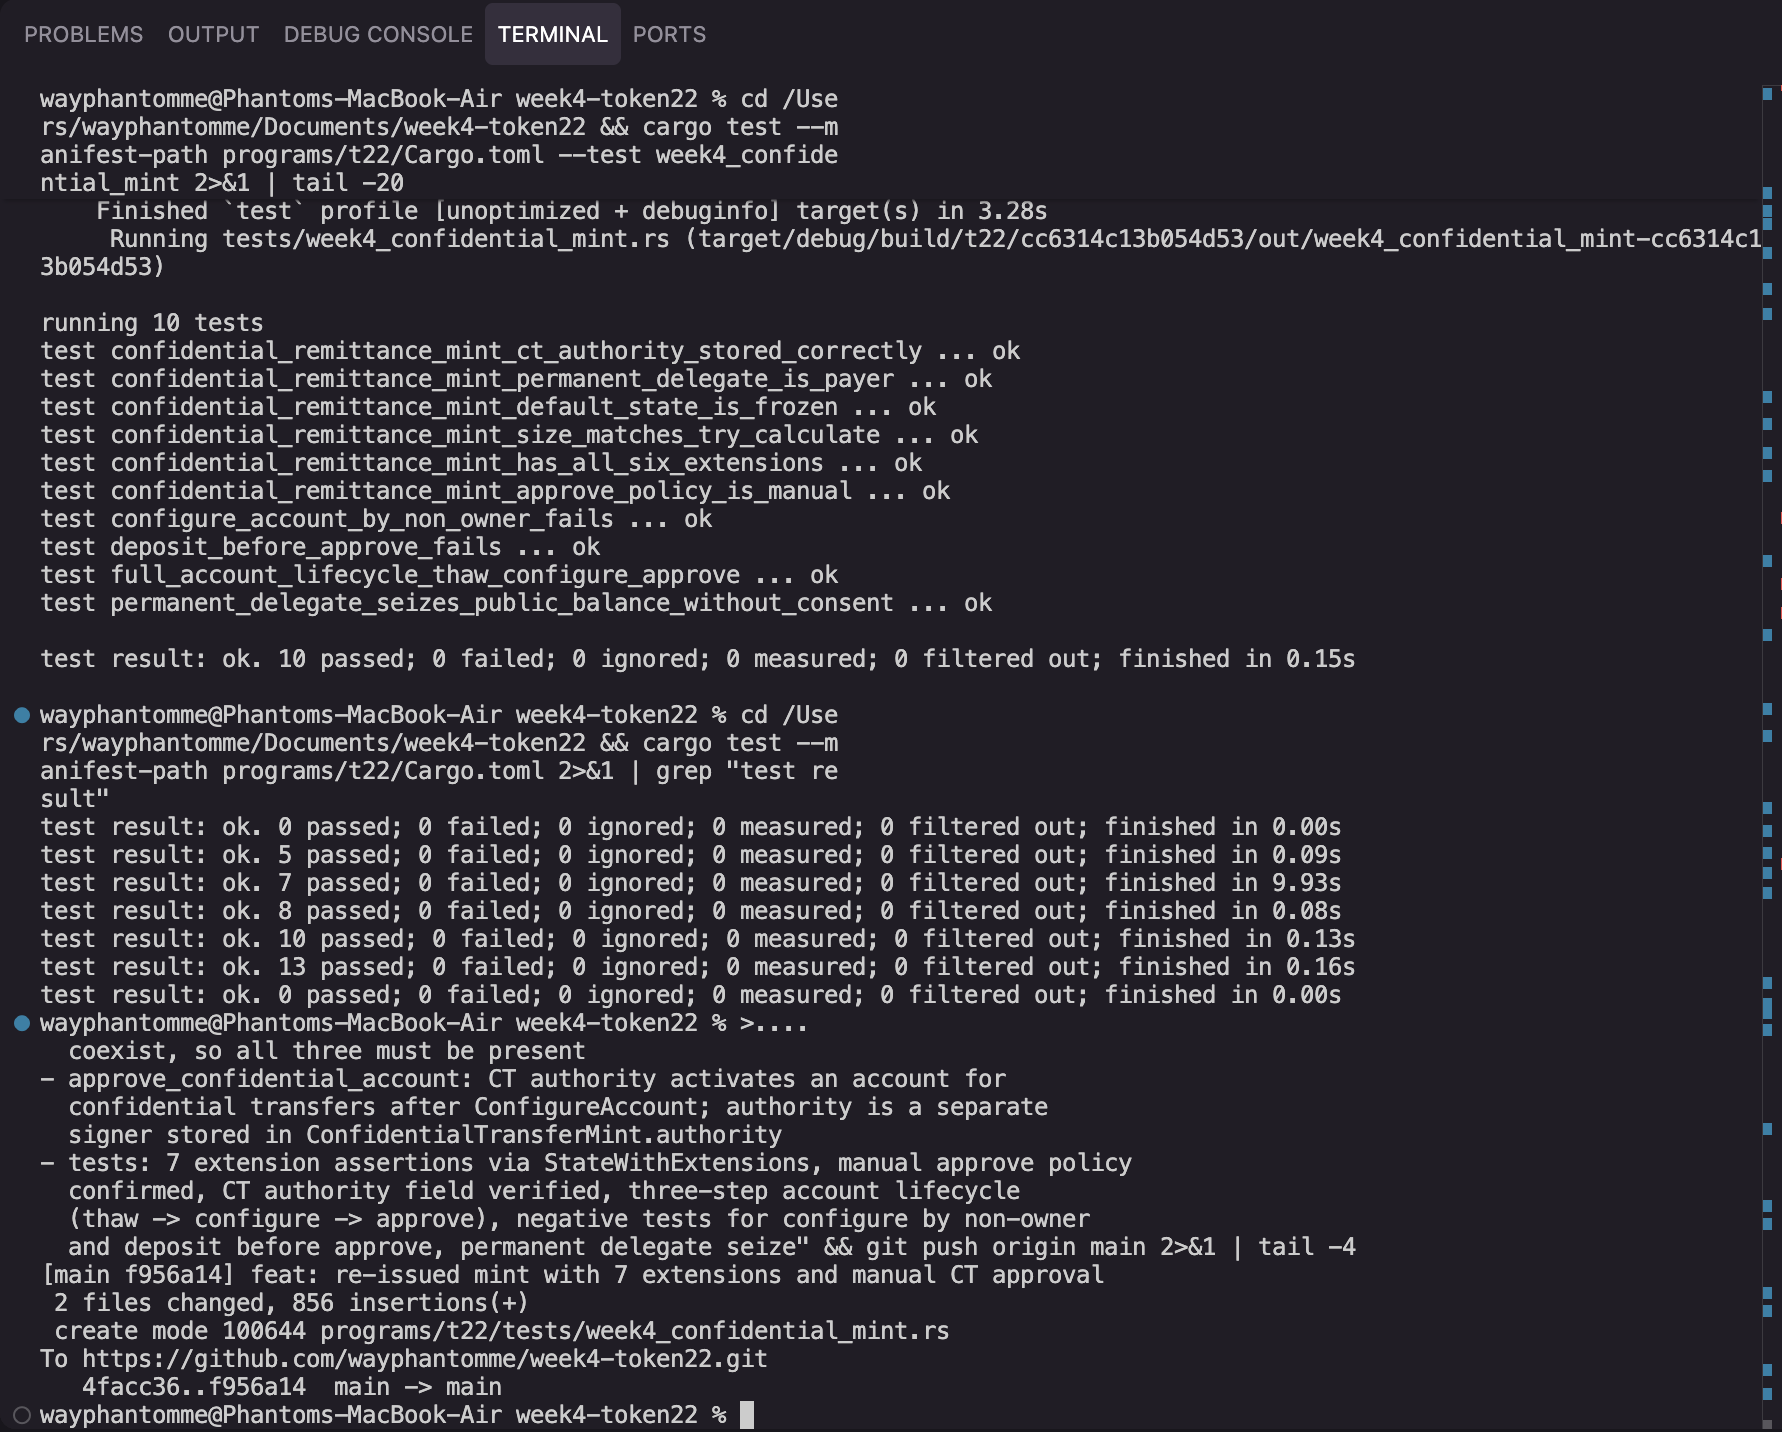 PROBLEMS OUTPUT DEBUG CONSOLE TERMINAL PORTS
wayphantomme@Phantoms-MacBook-Air week4-token22 % cd /Use
rs/wayphantomme/Documents/week4-token22 && cargo test --m
anifest-path programs/t22/Cargo.toml --test week4_confide
ntial_mint 2>&1 | tail -20
    Finished `test` profile [unoptimized + debuginfo] target(s) in 3.28s
     Running tests/week4_confidential_mint.rs (target/debug/build/t22/cc6314c13b054d53/out/week4_confidential_mint-cc6314c1
3b054d53)
running 10 tests
test confidential_remittance_mint_ct_authority_stored_correctly ... ok
test confidential_remittance_mint_permanent_delegate_is_payer ... ok
test confidential_remittance_mint_default_state_is_frozen ... ok
test confidential_remittance_mint_size_matches_try_calculate ... ok
test confidential_remittance_mint_has_all_six_extensions ... ok
test confidential_remittance_mint_approve_policy_is_manual ... ok
test configure_account_by_non_owner_fails ... ok
test deposit_before_approve_fails ... ok
test full_account_lifecycle_thaw_configure_approve ... ok
test permanent_delegate_seizes_public_balance_without_consent ... ok
test result: ok. 10 passed; 0 failed; 0 ignored; 0 measured; 0 filtered out; finished in 0.15s
wayphantomme@Phantoms-MacBook-Air week4-token22 % cd /Use
rs/wayphantomme/Documents/week4-token22 && cargo test --m
anifest-path programs/t22/Cargo.toml 2>&1 | grep "test re
sult"
test result: ok. 0 passed; 0 failed; 0 ignored; 0 measured; 0 filtered out; finished in 0.00s
test result: ok. 5 passed; 0 failed; 0 ignored; 0 measured; 0 filtered out; finished in 0.09s
test result: ok. 7 passed; 0 failed; 0 ignored; 0 measured; 0 filtered out; finished in 9.93s
test result: ok. 8 passed; 0 failed; 0 ignored; 0 measured; 0 filtered out; finished in 0.08s
test result: ok. 10 passed; 0 failed; 0 ignored; 0 measured; 0 filtered out; finished in 0.13s
test result: ok. 13 passed; 0 failed; 0 ignored; 0 measured; 0 filtered out; finished in 0.16s
test result: ok. 0 passed; 0 failed; 0 ignored; 0 measured; 0 filtered out; finished in 0.00s
wayphantomme@Phantoms-MacBook-Air week4-token22 % >....
  coexist, so all three must be present
- approve_confidential_account: CT authority activates an account for
  confidential transfers after ConfigureAccount; authority is a separate
  signer stored in ConfidentialTransferMint.authority
- tests: 7 extension assertions via StateWithExtensions, manual approve policy
  confirmed, CT authority field verified, three-step account lifecycle
  (thaw -> configure -> approve), negative tests for configure by non-owner
  and deposit before approve, permanent delegate seize" && git push origin main 2>&1 | tail -4
[main f956a14] feat: re-issued mint with 7 extensions and manual CT approval
 2 files changed, 856 insertions(+)
 create mode 100644 programs/t22/tests/week4_confidential_mint.rs
To https://github.com/wayphantomme/week4-token22.git
   4facc36..f956a14  main -> main
wayphantomme@Phantoms-MacBook-Air week4-token22 %